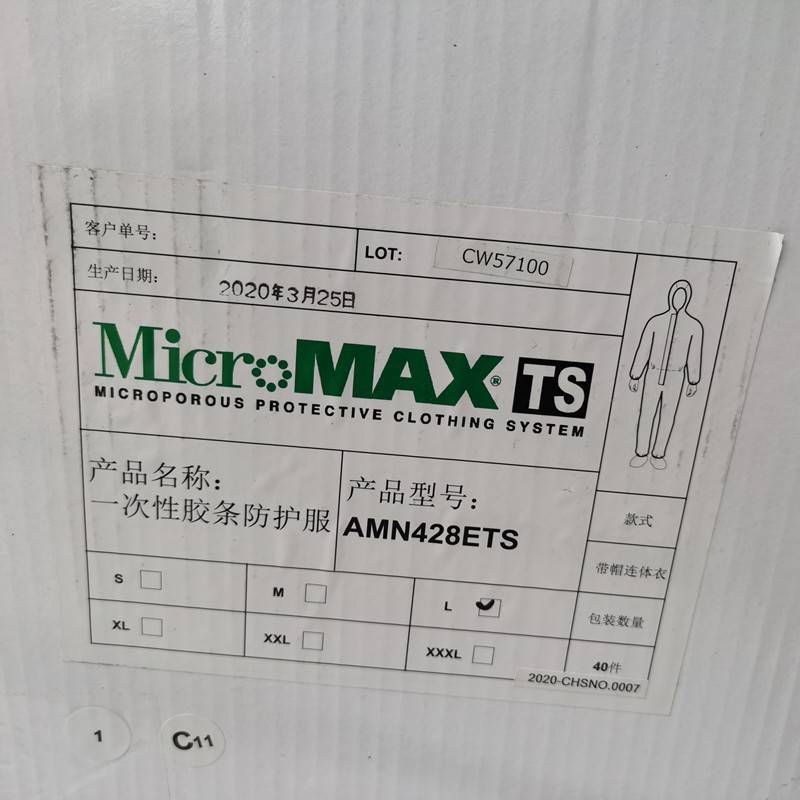 客户单号:
LOT: CW57100
生产日期: 2020年3月25日
MicroMAX® TS
MICROPOROUS PROTECTIVE CLOTHING SYSTEM
产品名称:
一次性胶条防护服
产品型号:
AMN428ETS
款式
带帽连体衣
S
M
L
包装数量
XL
XXL
XXXL
40件
2020-CHSNO.0007
1
C11